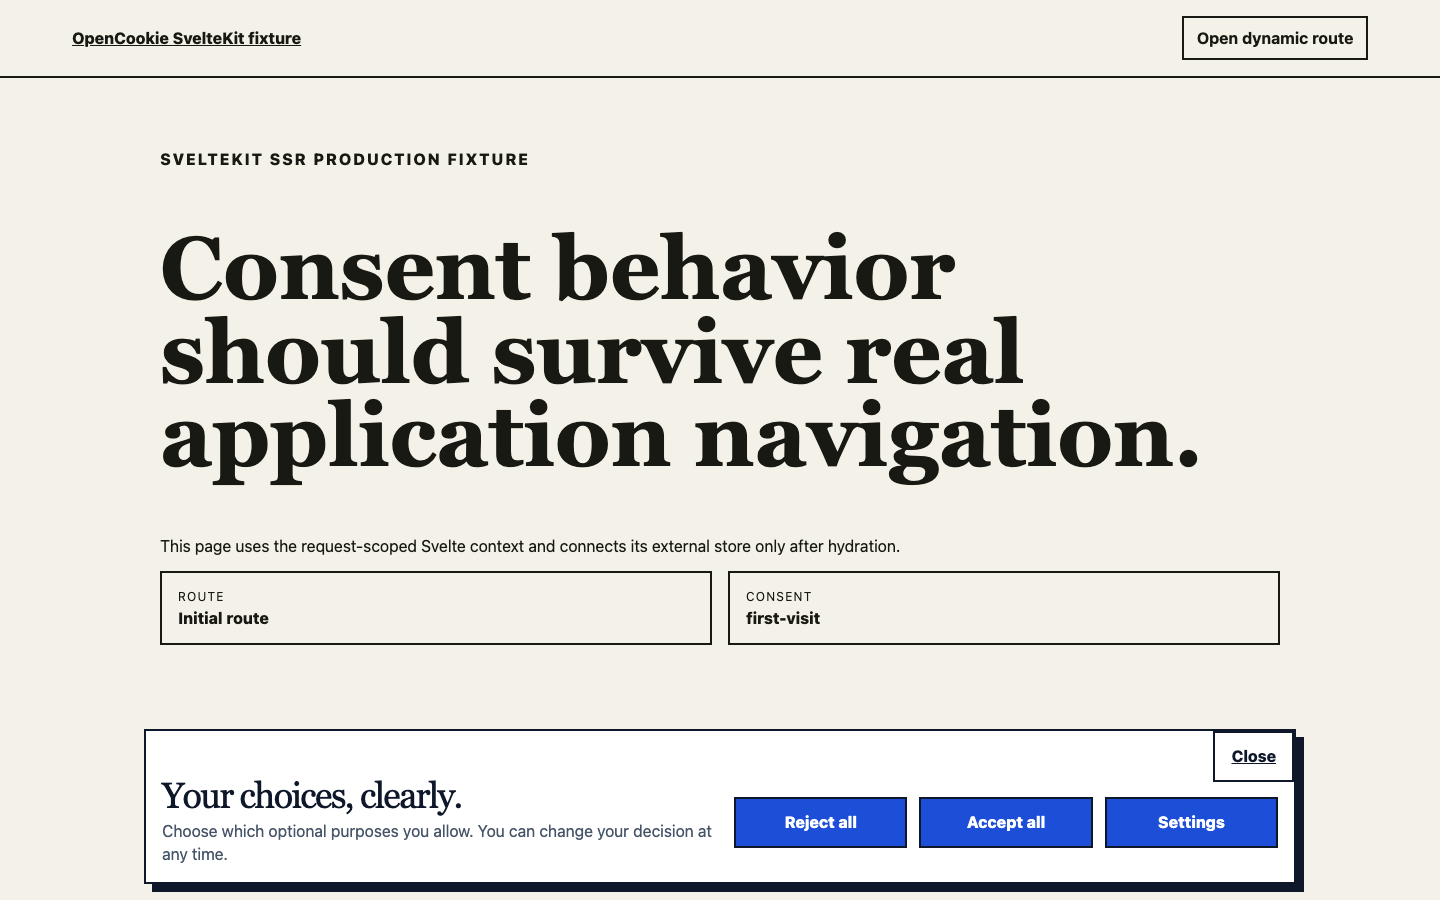 OpenCookie SvelteKit fixture
Open dynamic route
SVELTEKIT SSR PRODUCTION FIXTURE
Consent behavior
should survive real
application navigation.
This page uses the request-scoped Svelte context and connects its external store only after hydration.
ROUTE
Initial route
CONSENT
first-visit
Close
Your choices, clearly.
Choose which optional purposes you allow. You can change your decision at
any time.
Reject all
Accept all
Settings